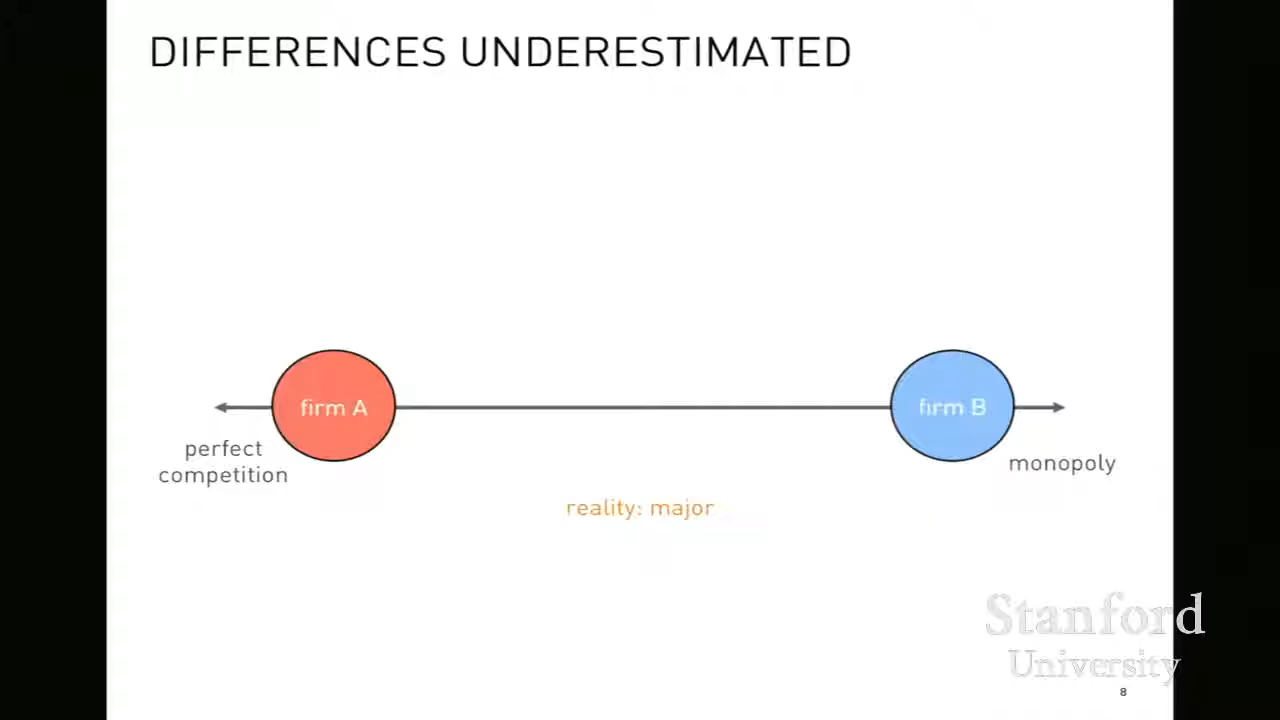 DIFFERENCES UNDERESTIMATED
firm A
firm B
perfect
competition
monopoly
reality: major
Stanford
University
8